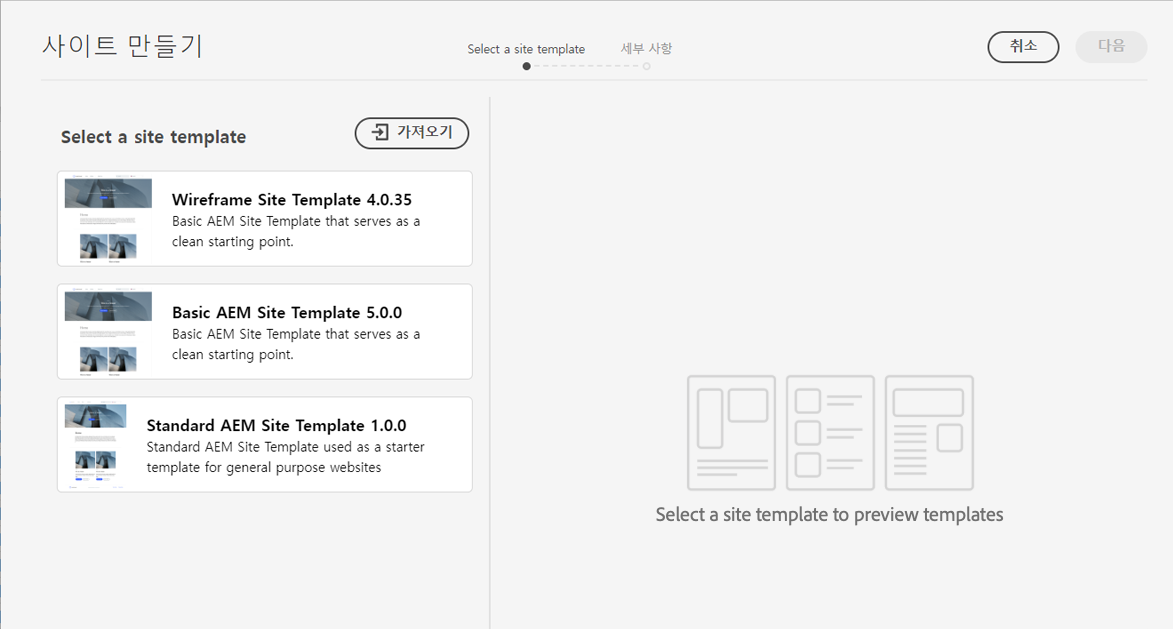 사이트 만들기
Select a site template
세부 사항
취소
다음
Select a site template
가져오기
Wireframe Site Template 4.0.35
Basic AEM Site Template that serves as a
clean starting point.
Basic AEM Site Template 5.0.0
Basic AEM Site Template that serves as a
clean starting point.
Standard AEM Site Template 1.0.0
Standard AEM Site Template used as a starter
template for general purpose websites
Select a site template to preview templates